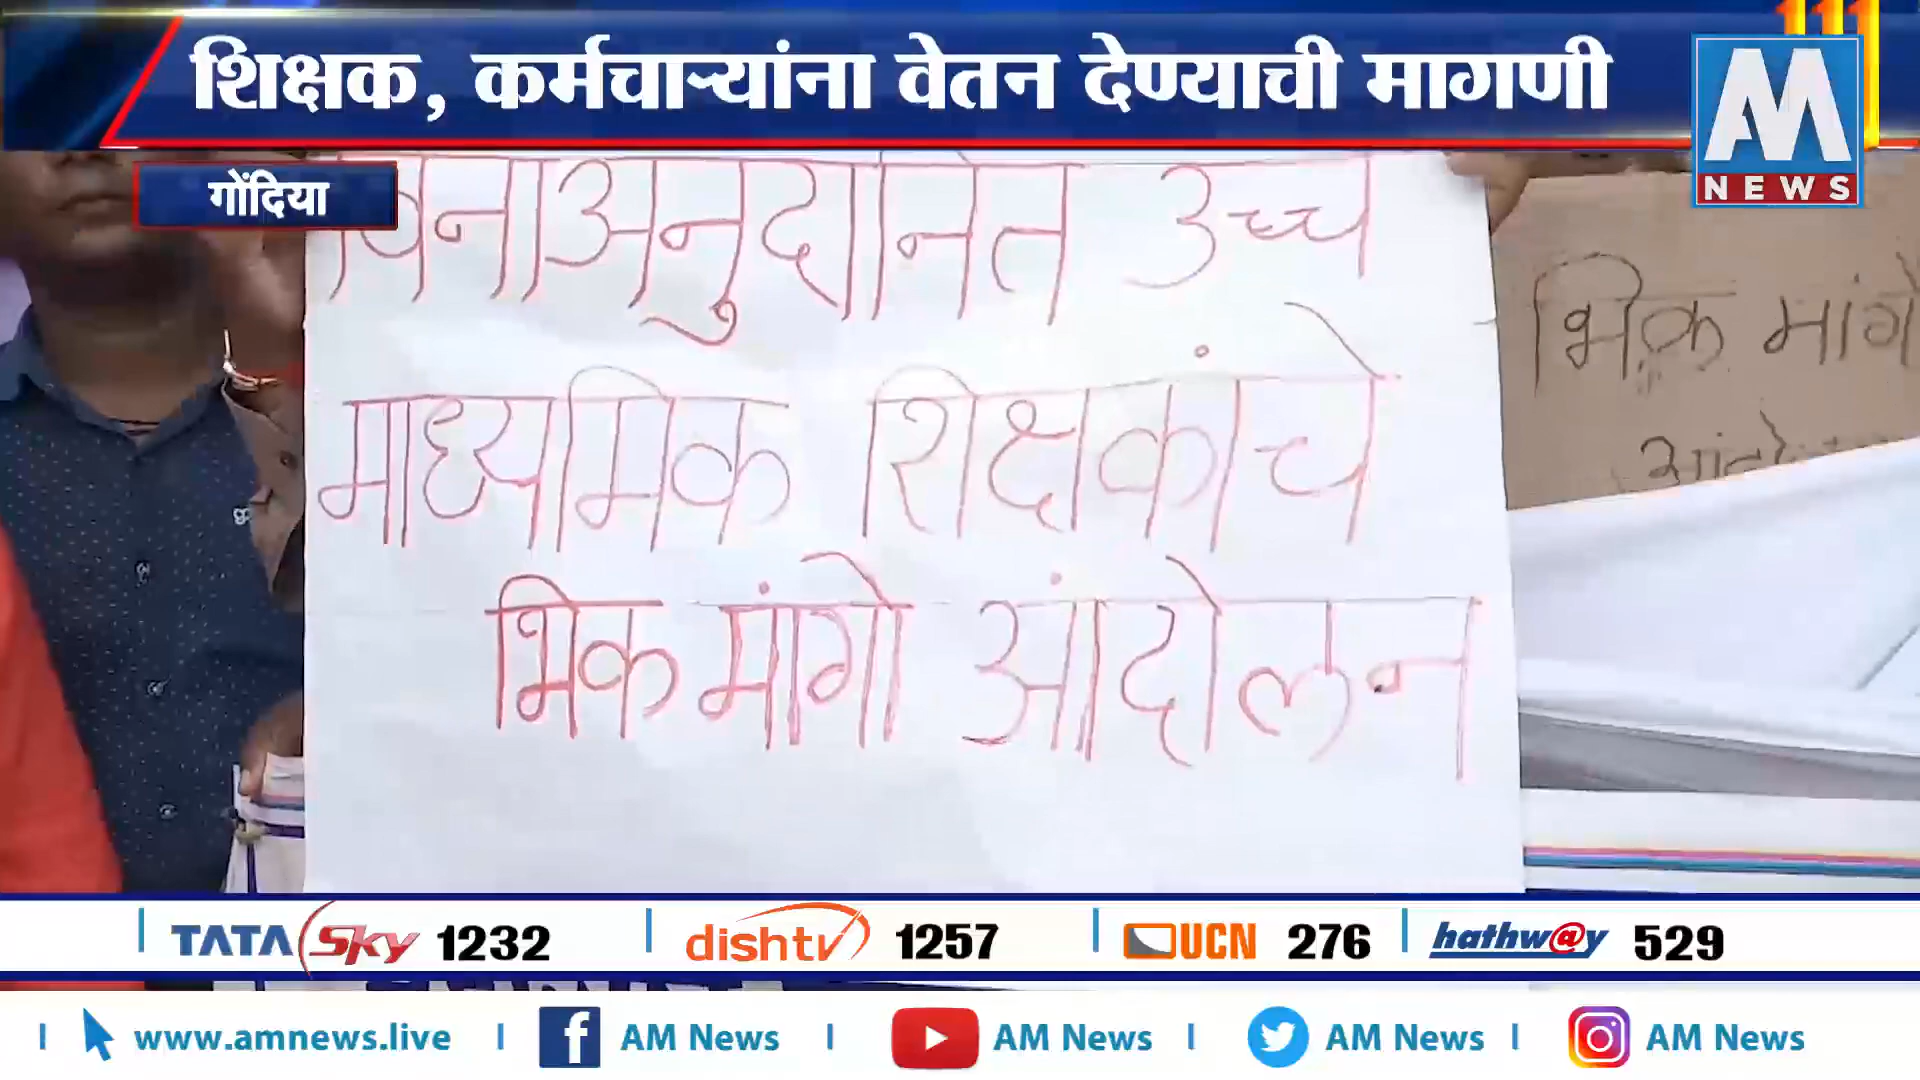 शिक्षक, कर्मचाऱ्यांना वेतन देण्याची मागणी
AM
NEWS
गोंदिया
विनाअनुदानित उच्च
माध्यमिक शिक्षकांचे
भिक मांगो आंदोलन
भिक मांगो
TATA Sky 1232
dishtv 1257
UCN 276
hathw@y 529
www.amnews.live
AM News
AM News
AM News
AM News